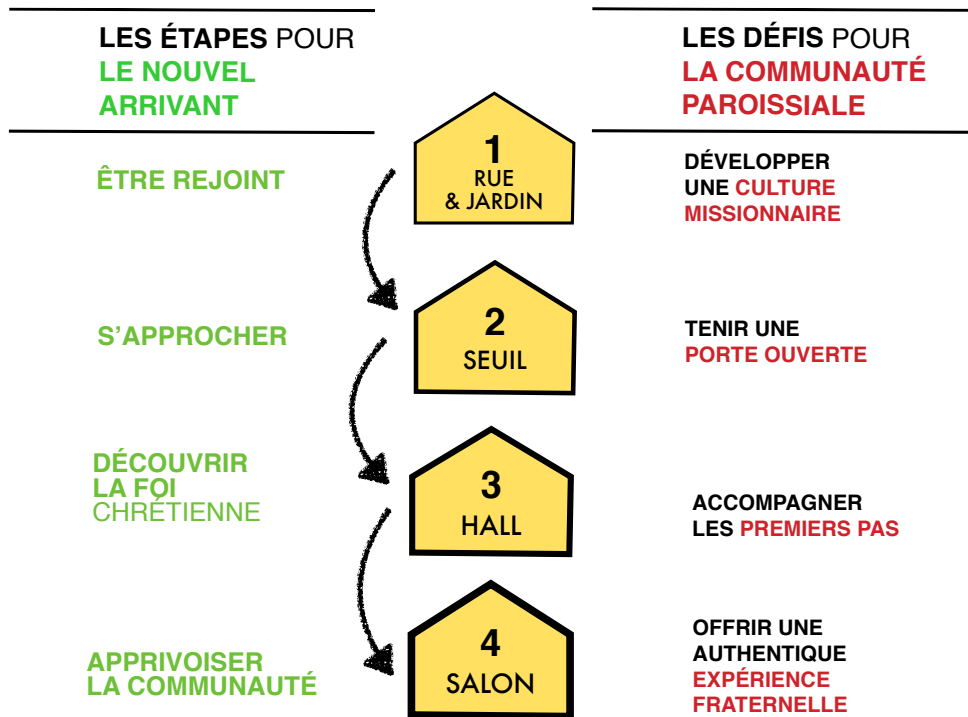 LES ÉTAPES POUR
LE NOUVEL
ARRIVANT
LES DÉFIS POUR
LA COMMUNAUTÉ
PAROISSIALE
ÊTRE REJOINT
1
RUE
& JARDIN
DÉVELOPPER
UNE CULTURE
MISSIONNAIRE
S’APPROCHER
2
SEUIL
TENIR UNE
PORTE OUVERTE
DÉCOUVRIR
LA FOI
CHRÉTIENNE
3
HALL
ACCOMPAGNER
LES PREMIERS PAS
APPRIVOISER
LA COMMUNAUTÉ
4
SALON
OFFRIR UNE
AUTHENTIQUE
EXPÉRIENCE
FRATERNELLE